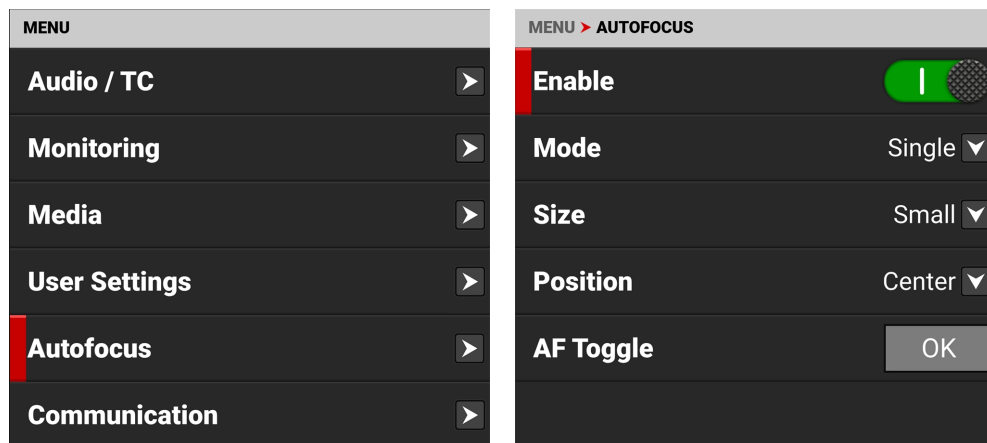 MENU
Audio / TC
Monitoring
Media
User Settings
Autofocus
Communication
MENU ➤ AUTOFOCUS
Enable
Mode Single
Size Small
Position Center
AF Toggle OK